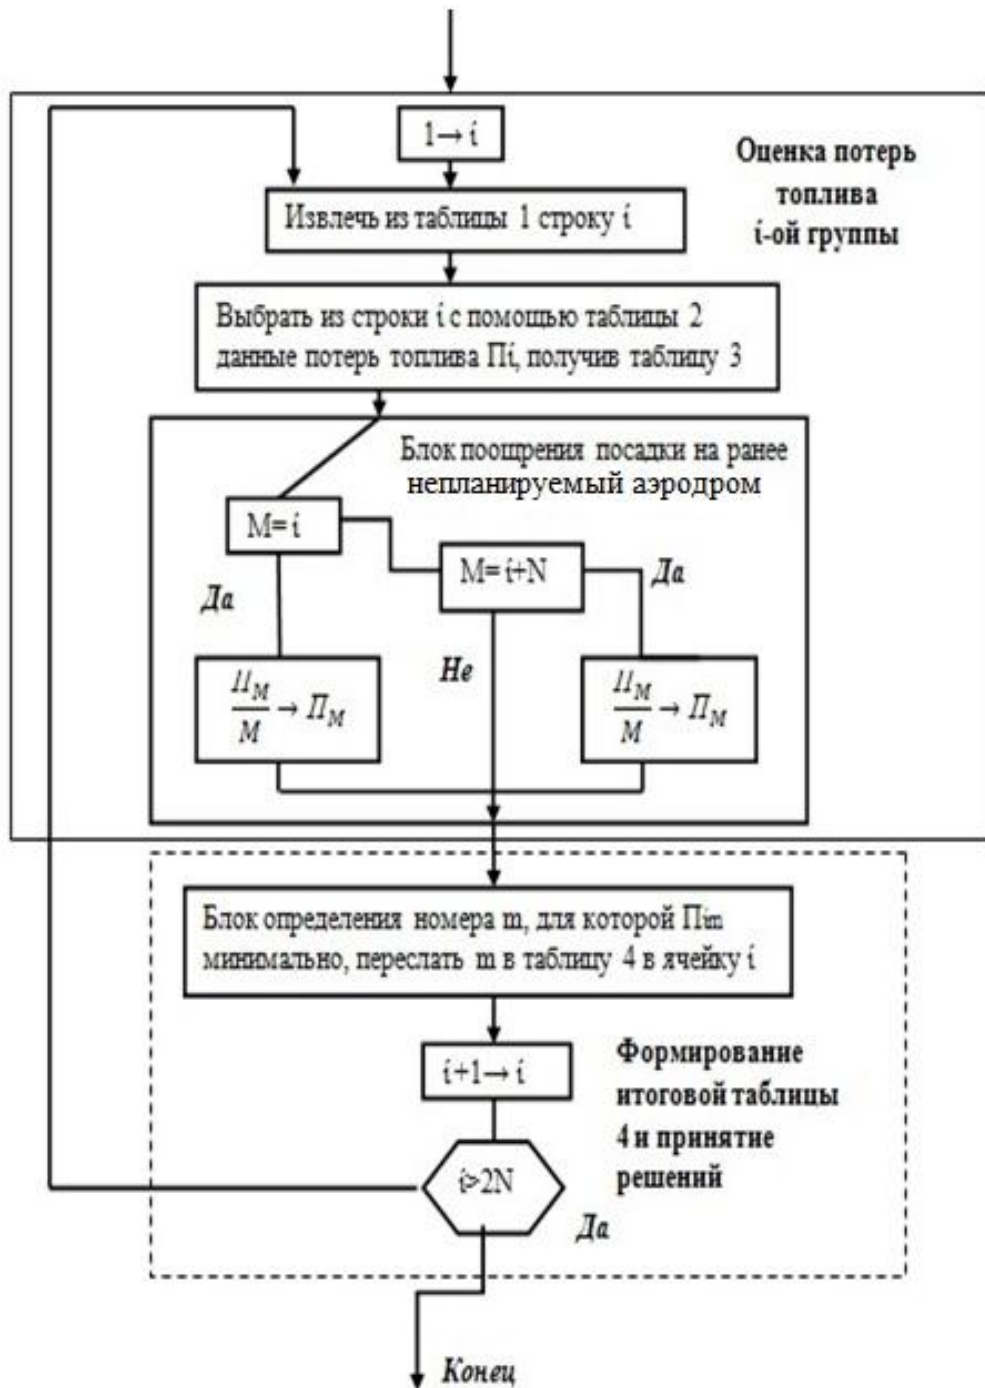 1→ i
Оценка потерь
топлива
i-ой группы
Извлечь из таблицы 1 строку i
Выбрать из строки i с помощью таблицы 2
данные потерь топлива Пi, получив таблицу 3
Блок поощрения посадки на ранее
непланируемый аэродром
M= i
M= i+N
Да
Да
Не
П_M/M → П_M
П_M/M → П_M
Блок определения номера m, для которой Пim
минимально, переслать m в таблицу 4 в ячейку i
i+1→ i
Формирование
итоговой таблицы
4 и принятие
решений
i>2N
Да
Конец